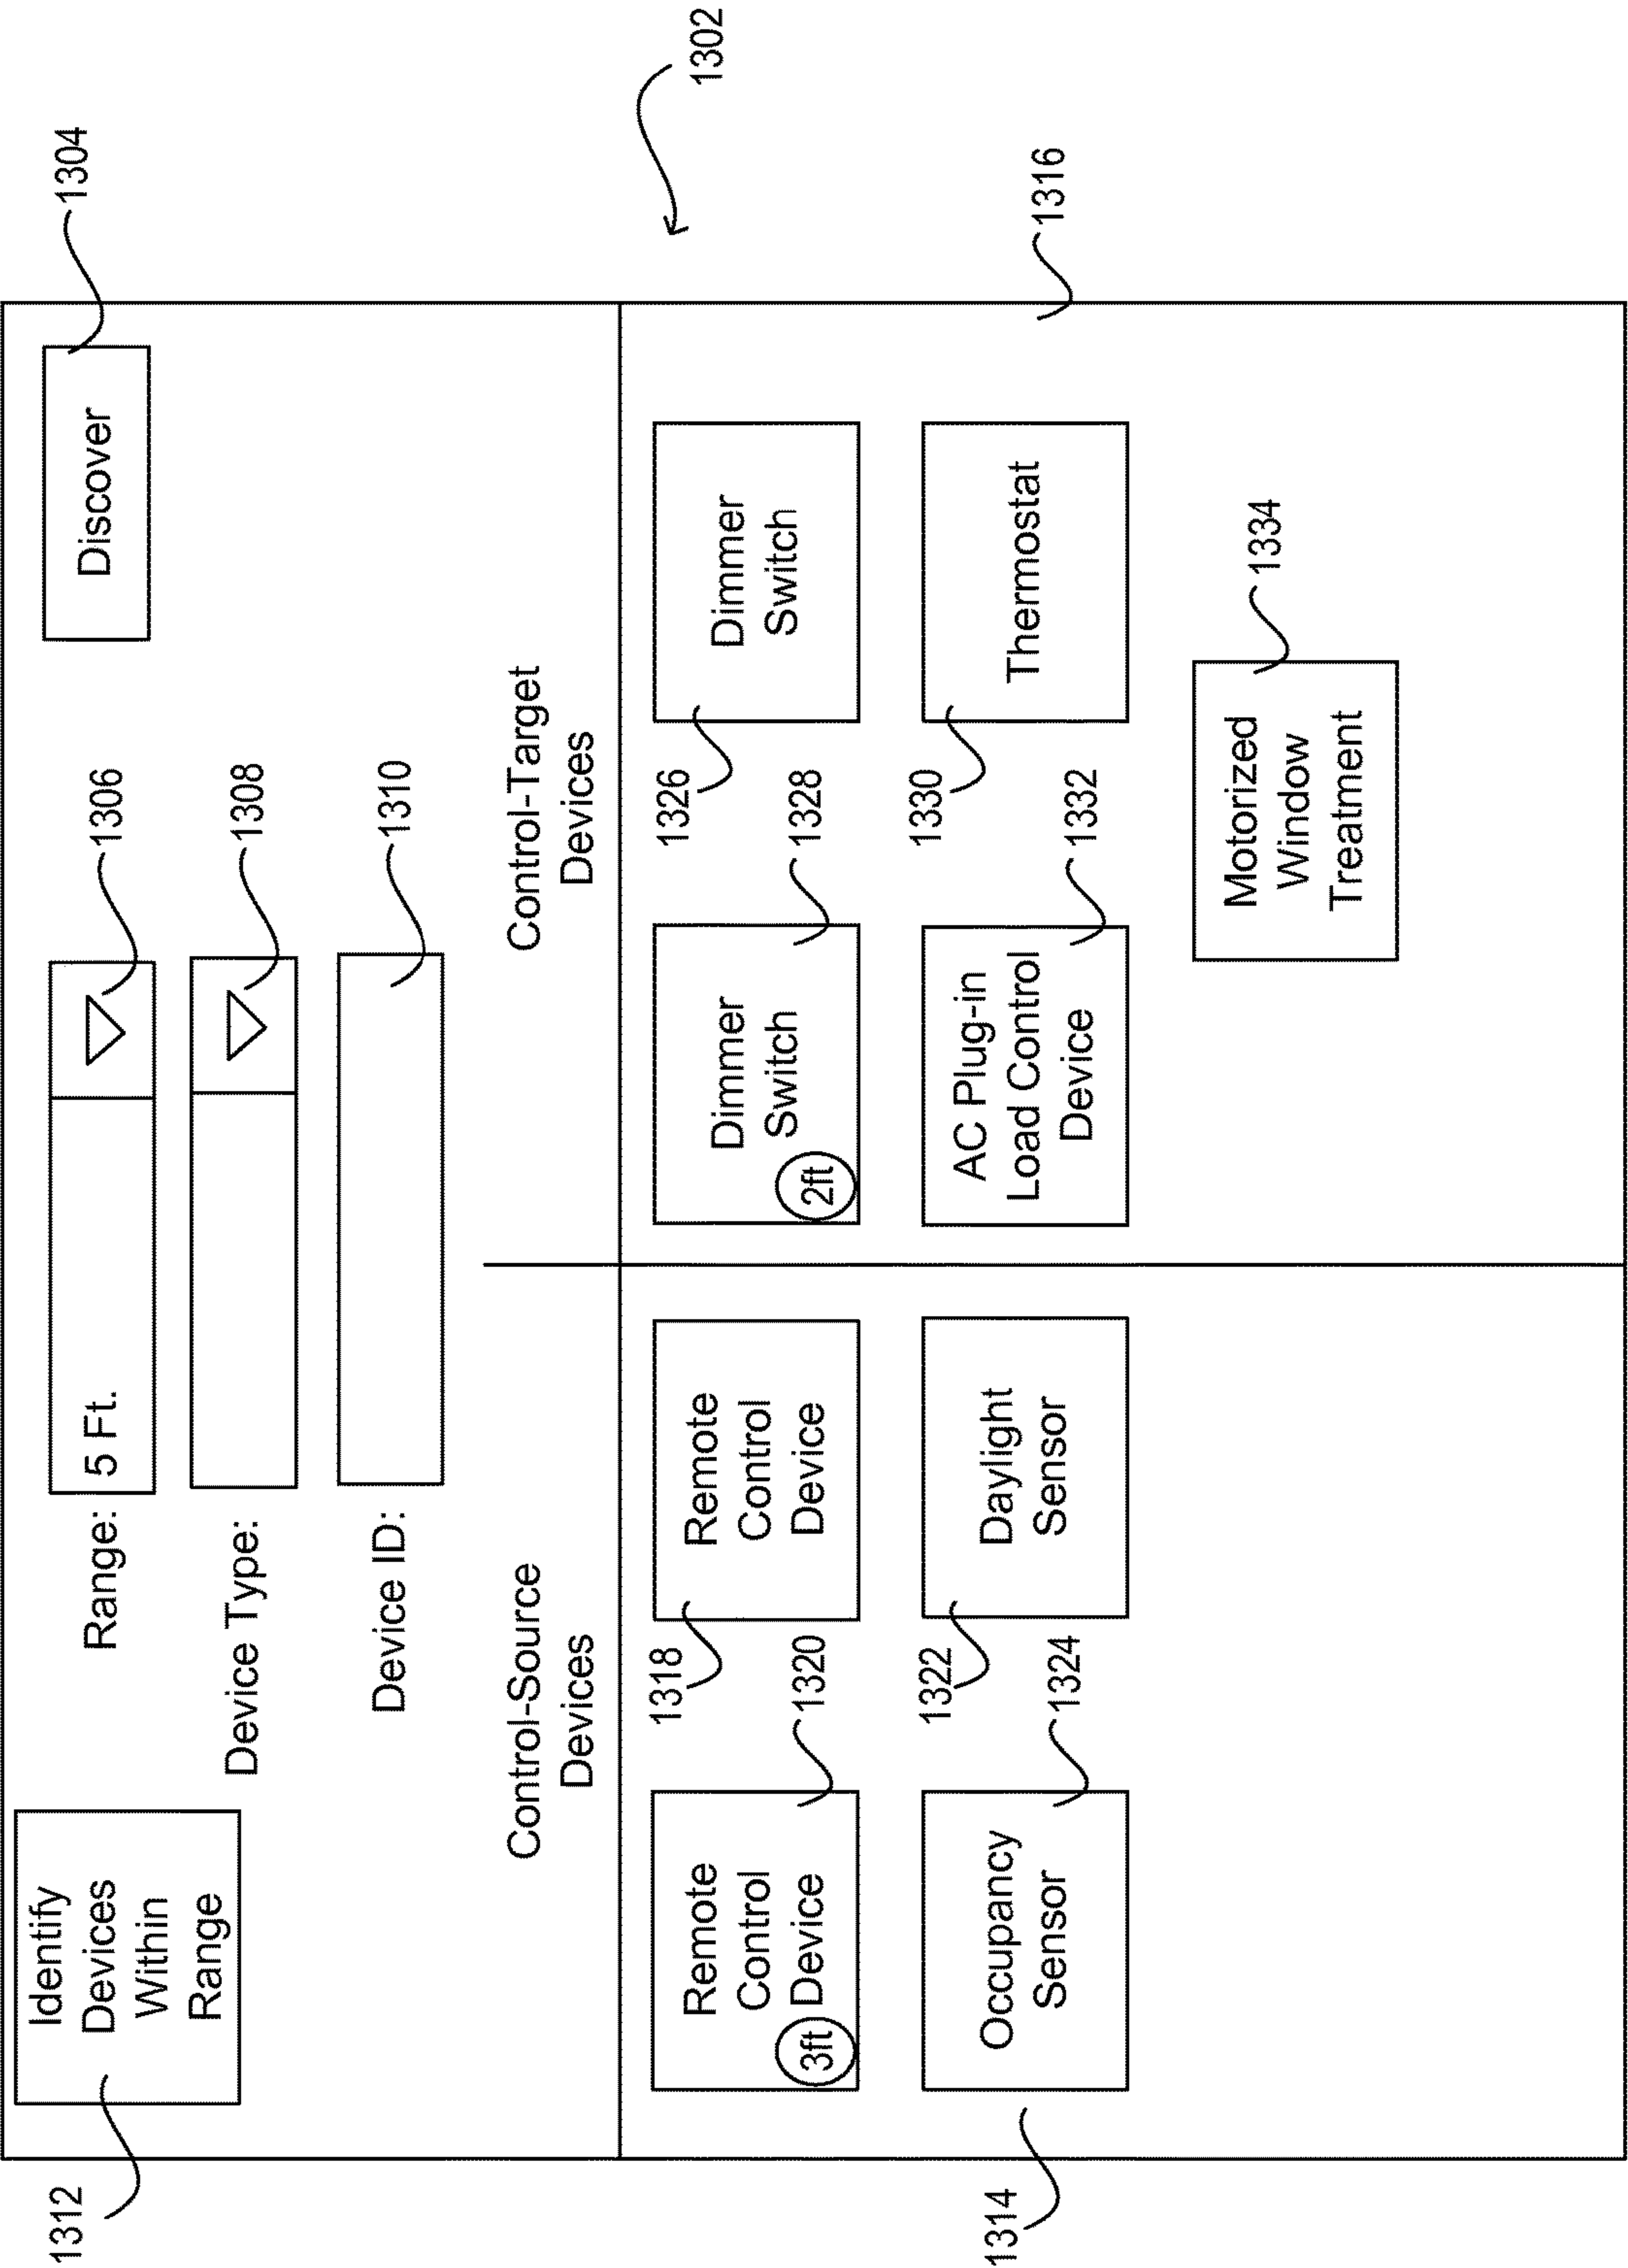 1312
Identify
Devices
Within
Range
Range:
5 Ft.
1306
Discover
1304
Device Type:
1308
Device ID:
1310
Control-Source
Devices
Control-Target
Devices
1302
Remote
Control
Device
3ft
1320
1318
Remote
Control
Device
Dimmer
Switch
2ft
1328
1326
Dimmer
Switch
1314
Occupancy
Sensor
1324
1322
Daylight
Sensor
AC Plug-in
Load Control
Device
1332
1330
Thermostat
1316
Motorized
Window
Treatment
1334